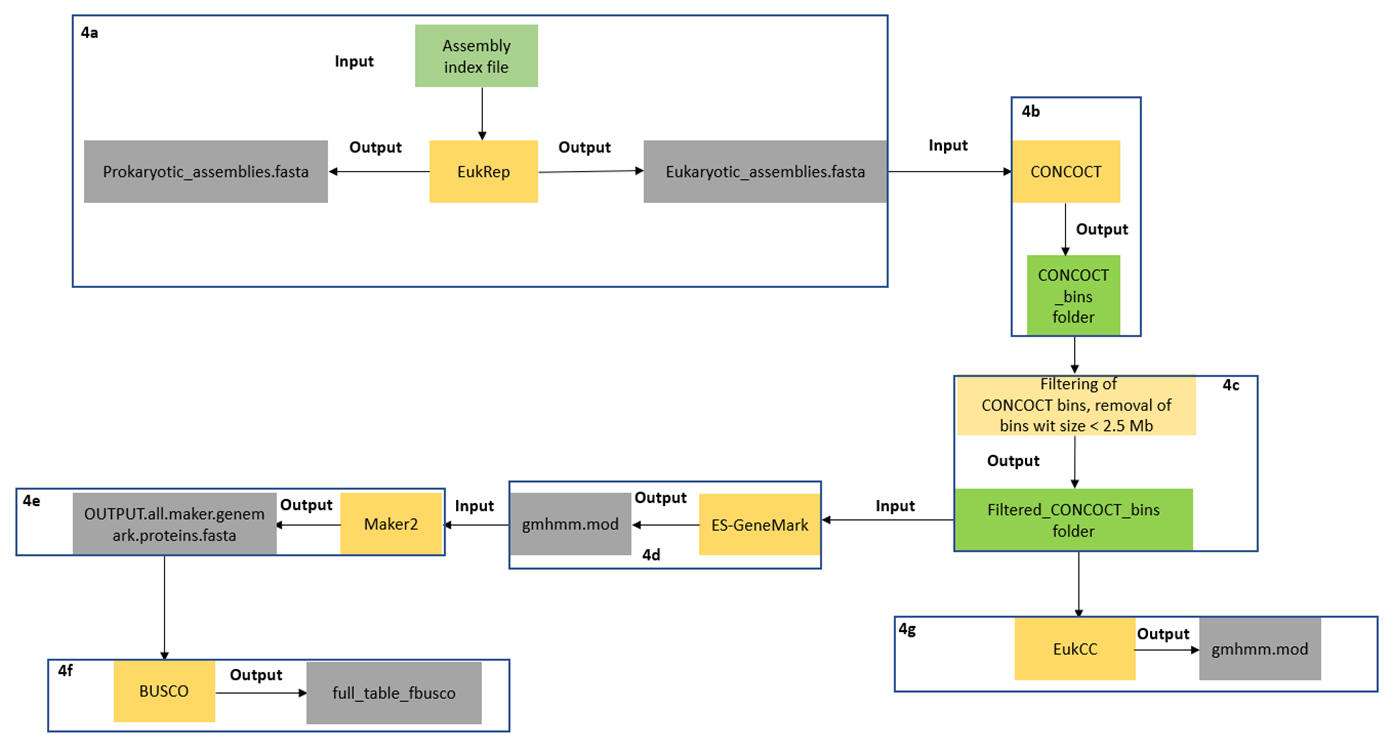 4a
Input
Assembly
index file
Prokaryotic_assemblies.fasta
Output
EukRep
Output
Eukaryotic_assemblies.fasta
Input
4b
CONCOCT
Output
CONCOCT
_bins
folder
4c
Filtering of
CONCOCT bins, removal of
bins wit size < 2.5 Mb
Output
Filtered_CONCOCT_bins
folder
Input
ES-GeneMark
Output
gmhmm.mod
4d
Input
4e
Maker2
Output
OUTPUT.all.maker.genem
ark.proteins.fasta
4f
BUSCO
Output
full_table_fbusco
4g
EukCC
Output
gmhmm.mod